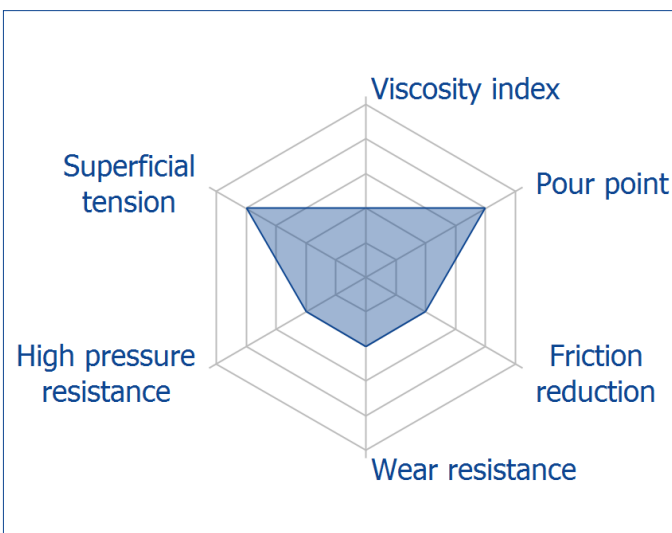 Viscosity index
Superficial
tension
Pour point
High pressure
resistance
Friction
reduction
Wear resistance